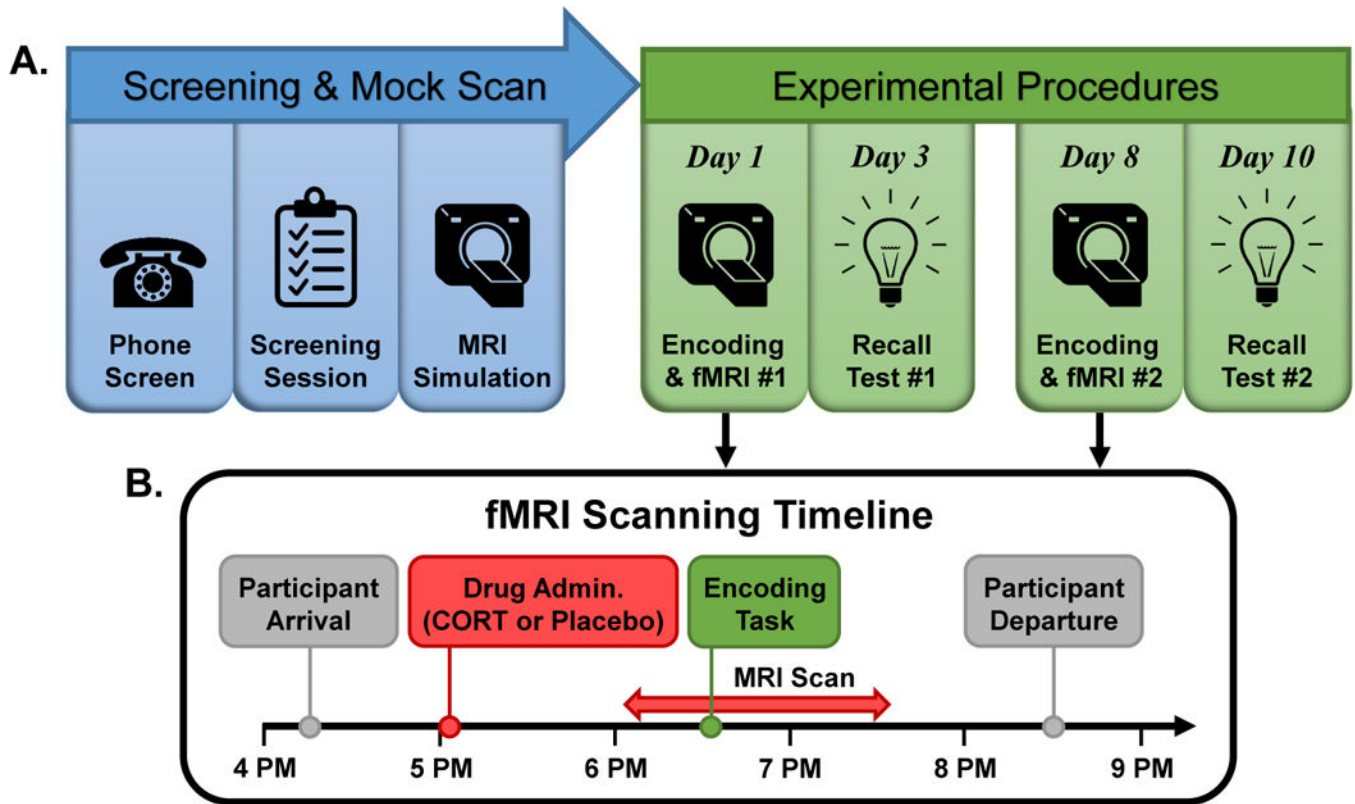 A.
Screening & Mock Scan
Experimental Procedures
Phone
Screen
Screening
Session
MRI
Simulation
Day 1
Encoding
& fMRI #1
Day 3
Recall
Test #1
Day 8
Encoding
& fMRI #2
Day 10
Recall
Test #2
B.
fMRI Scanning Timeline
Participant
Arrival
Drug Admin.
(CORT or Placebo)
Encoding
Task
Participant
Departure
MRI Scan
4 PM
5 PM
6 PM
7 PM
8 PM
9 PM